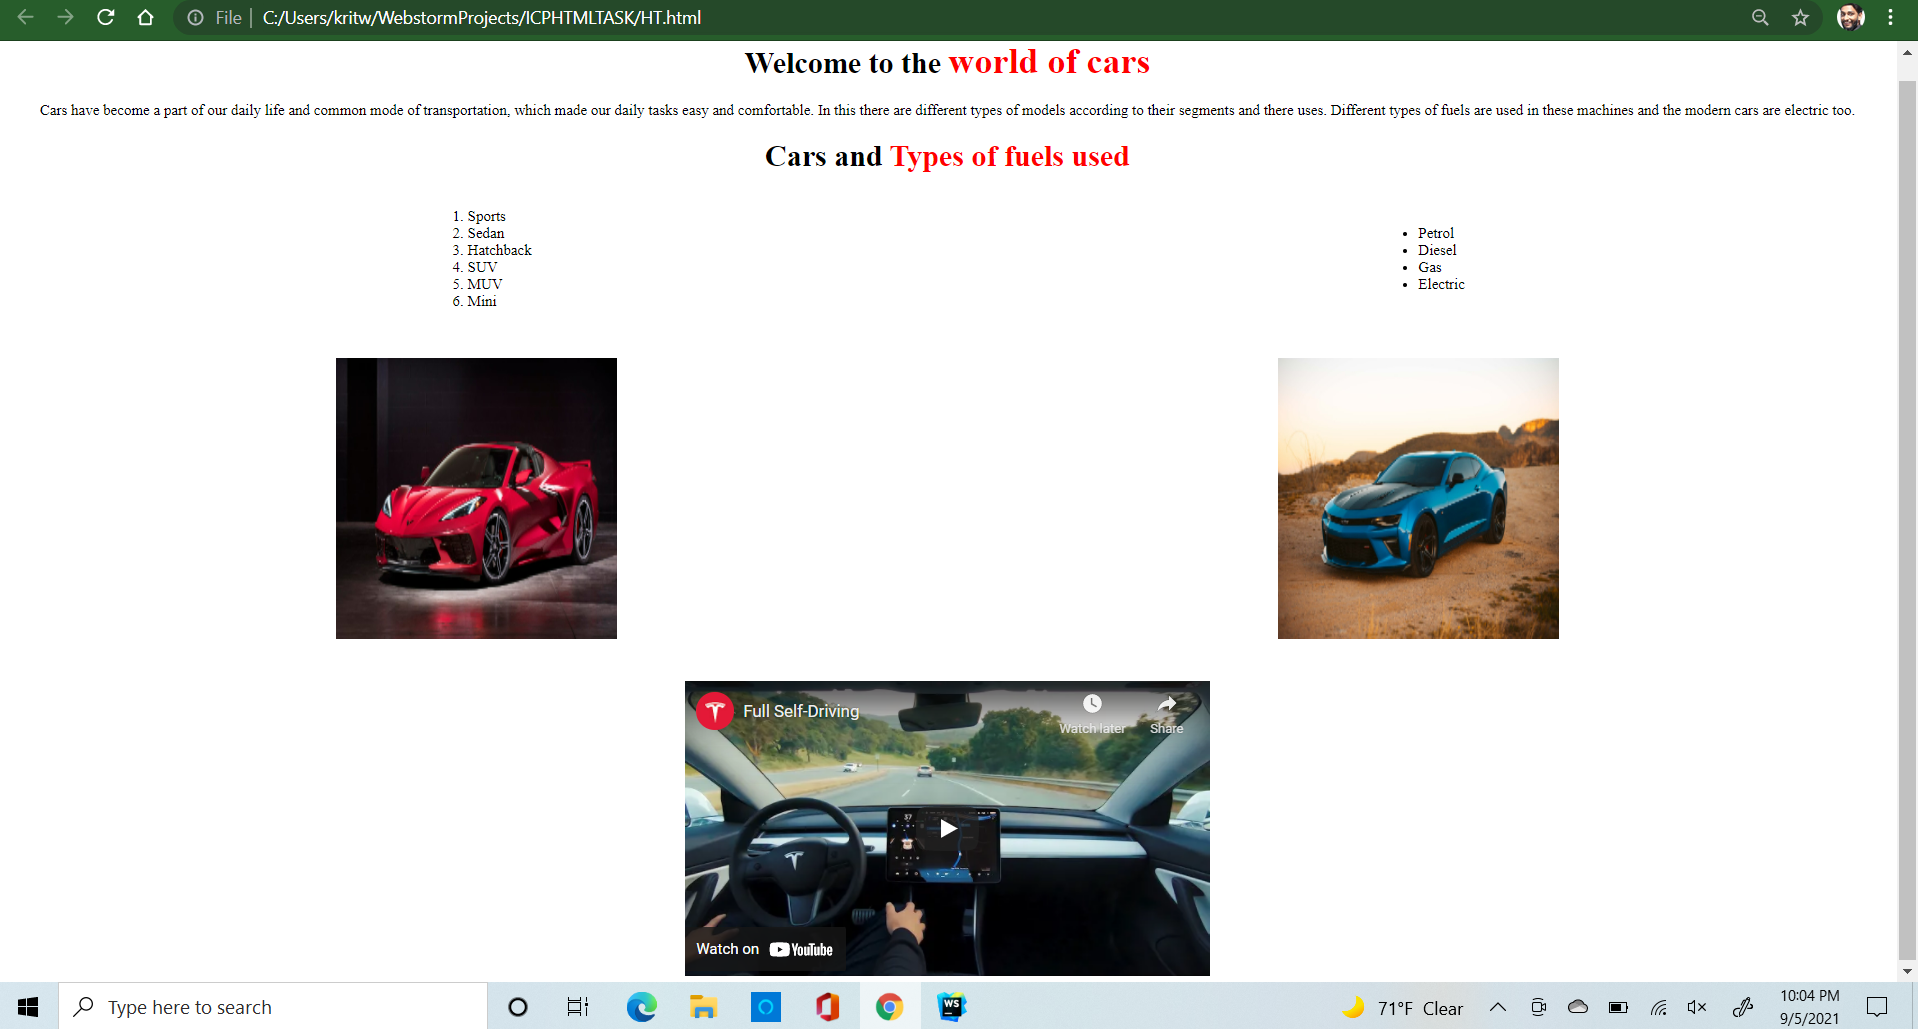 File | C:/Users/kritw/WebstormProjects/ICPHTMLTASK/HT.html
Welcome to the world of cars
Cars have become a part of our daily life and common mode of transportation, which made our daily tasks easy and comfortable. In this there are different types of models according to their segments and there uses. Different types of fuels are used in these machines and the modern cars are electric too.
Cars and Types of fuels used
1. Sports
2. Sedan
3. Hatchback
4. SUV
5. MUV
6. Mini
• Petrol
• Diesel
• Gas
• Electric
Full Self-Driving
Watch later
Share
37
Watch on YouTube
Type here to search
WS
71°F Clear
10:04 PM
9/5/2021